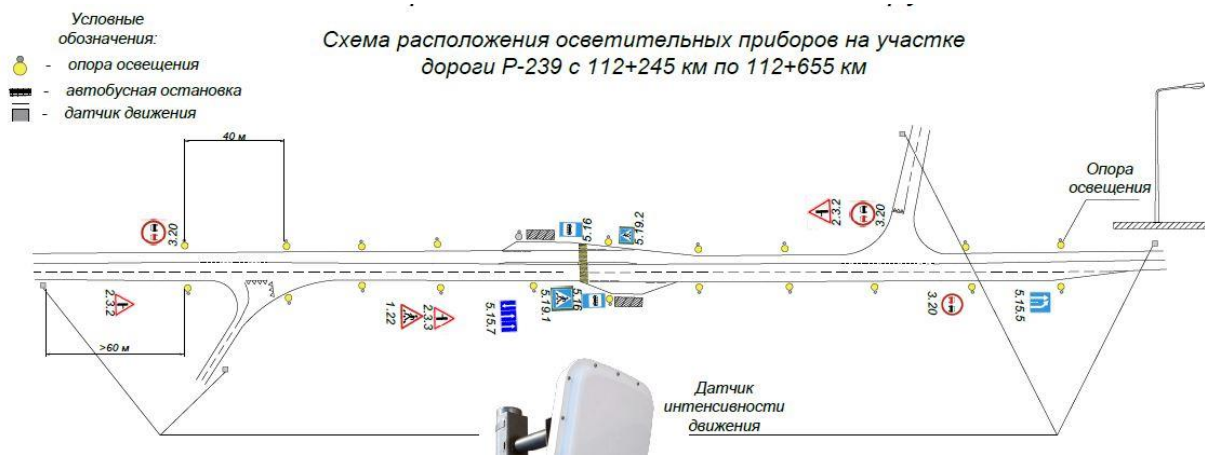 Условные
обозначения:
- опора освещения
- автобусная остановка
- датчик движения
Схема расположения осветительных приборов на участке
дороги Р-239 с 112+245 км по 112+655 км
40 м
3.20
5.16
5.19.2
2.3.2
3.20
Опора
освещения
2.3.2
>60 м
1.22
2.3.3
5.15.7
5.19.1
5.16
3.20
5.15.5
Датчик
интенсивности
движения